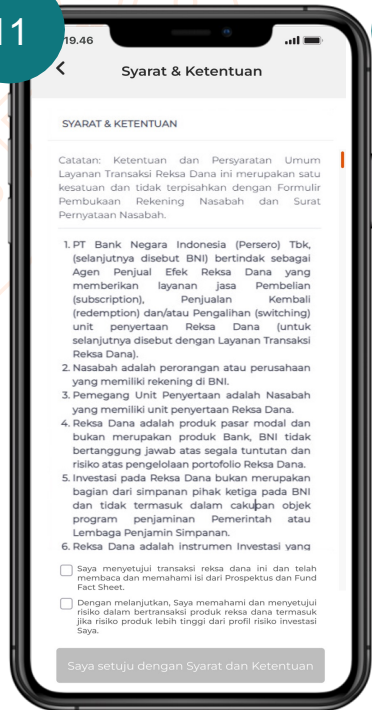 11
19.46
Syarat & Ketentuan
SYARAT & KETENTUAN
Catatan: Ketentuan dan Persyaratan Umum
Layanan Transaksi Reksa Dana ini merupakan satu
kesatuan dan tidak terpisahkan dengan Formulir
Pembukaan Rekening Nasabah dan Surat
Pernyataan Nasabah.
1. PT Bank Negara Indonesia (Persero) Tbk,
(selanjutnya disebut BNI) bertindak sebagai
Agen Penjual Efek Reksa Dana yang
memberikan layanan jasa Pembelian
(subscription), Penjualan Kembali
(redemption) dan/atau Pengalihan (switching)
unit penyertaan Reksa Dana (untuk
selanjutnya disebut dengan Layanan Transaksi
Reksa Dana).
2. Nasabah adalah perorangan atau perusahaan
yang memiliki rekening di BNI.
3. Pemegang Unit Penyertaan adalah Nasabah
yang memiliki unit penyertaan Reksa Dana.
4. Reksa Dana adalah produk pasar modal dan
bukan merupakan produk Bank, BNI tidak
bertanggung jawab atas segala tuntutan dan
risiko atas pengelolaan portofolio Reksa Dana.
5. Investasi pada Reksa Dana bukan merupakan
bagian dari simpanan pihak ketiga pada BNI
dan tidak termasuk dalam cakupan objek
program penjaminan Pemerintah atau
Lembaga Penjamin Simpanan.
6. Reksa Dana adalah instrumen Investasi yang
Saya menyetujui transaksi reksa dana ini dan telah
membaca dan memahami isi dari Prospektus dan Fund
Fact Sheet.
Dengan melanjutkan, Saya memahami dan menyetujui
risiko dalam bertransaksi produk reksa dana termasuk
jika risiko produk lebih tinggi dari profil risiko investasi
Saya.
Saya setuju dengan Syarat dan Ketentuan